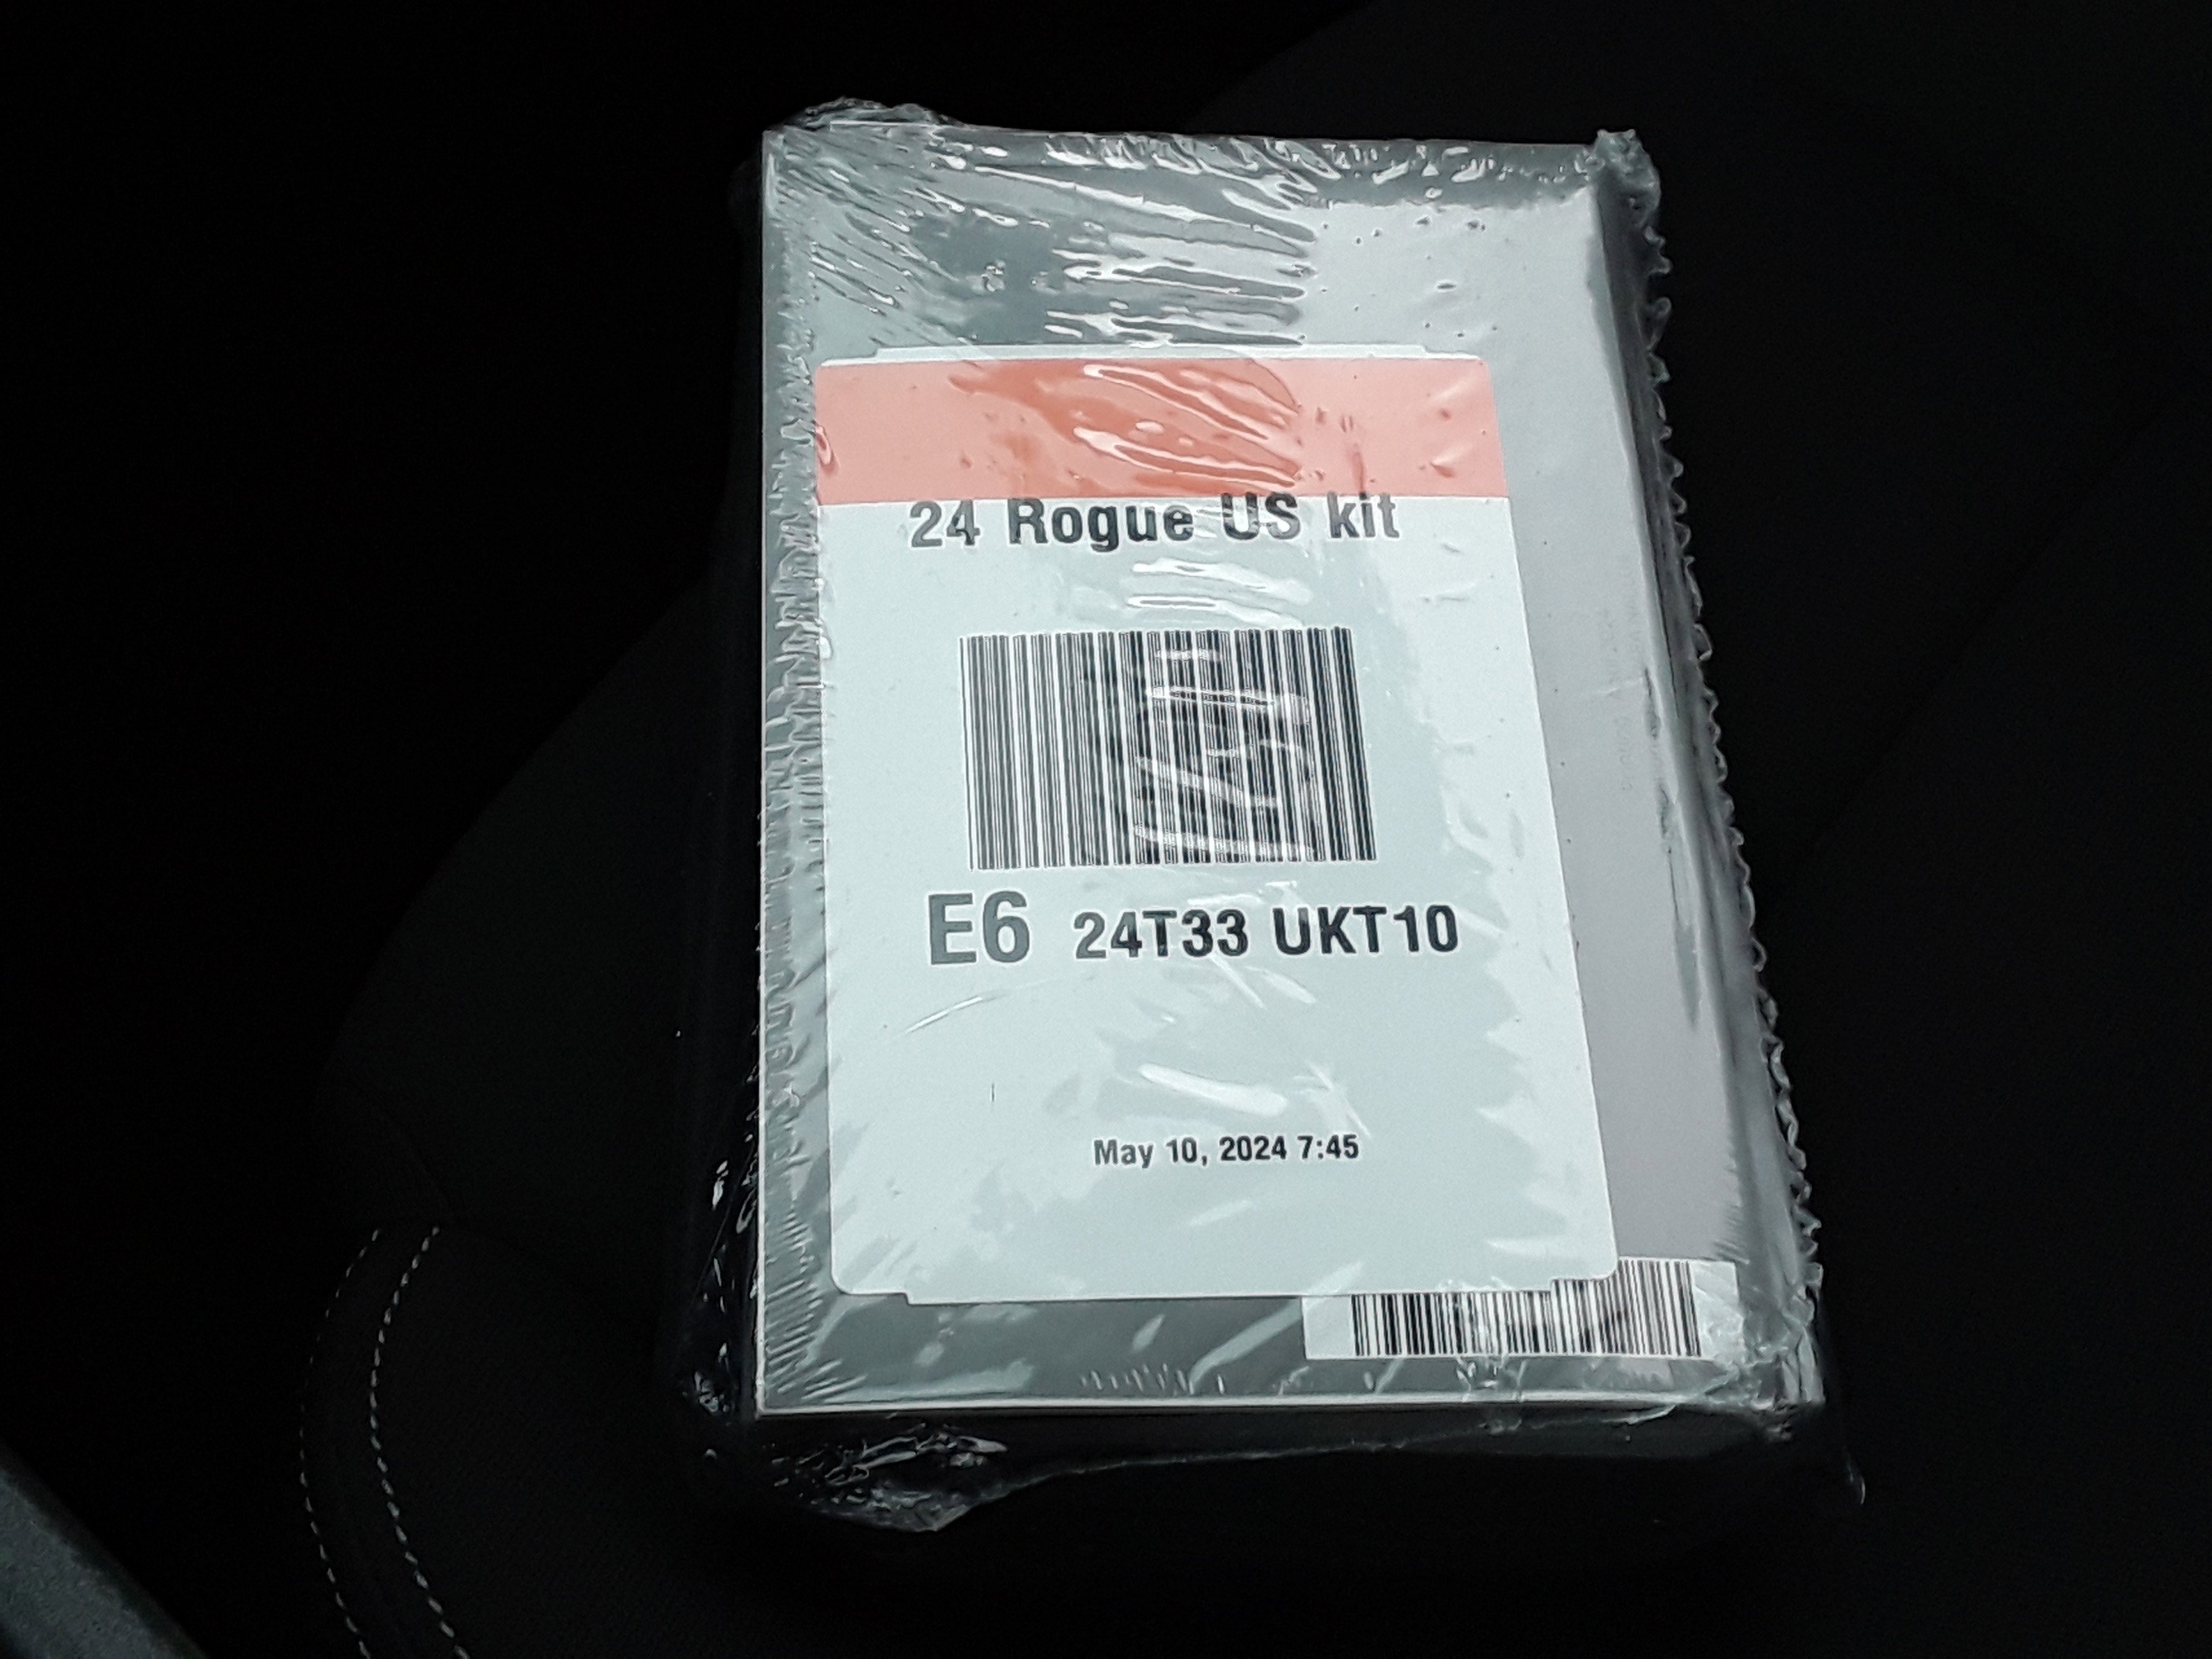 24 Rogue US kit
E6 24T33 UKT10
May 10, 2024 7:45